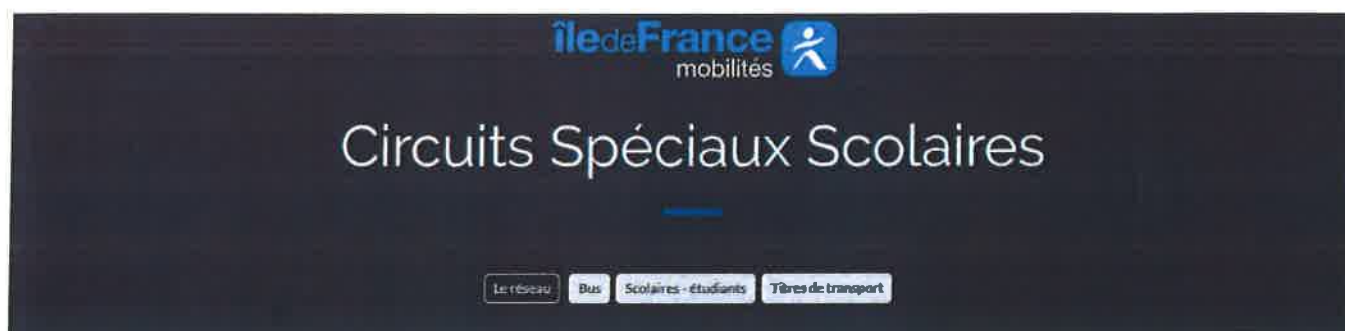 îledeFrance
mobilités
Circuits Spéciaux Scolaires
Le réseau Bus Scolaires - étudiants Titres de transport